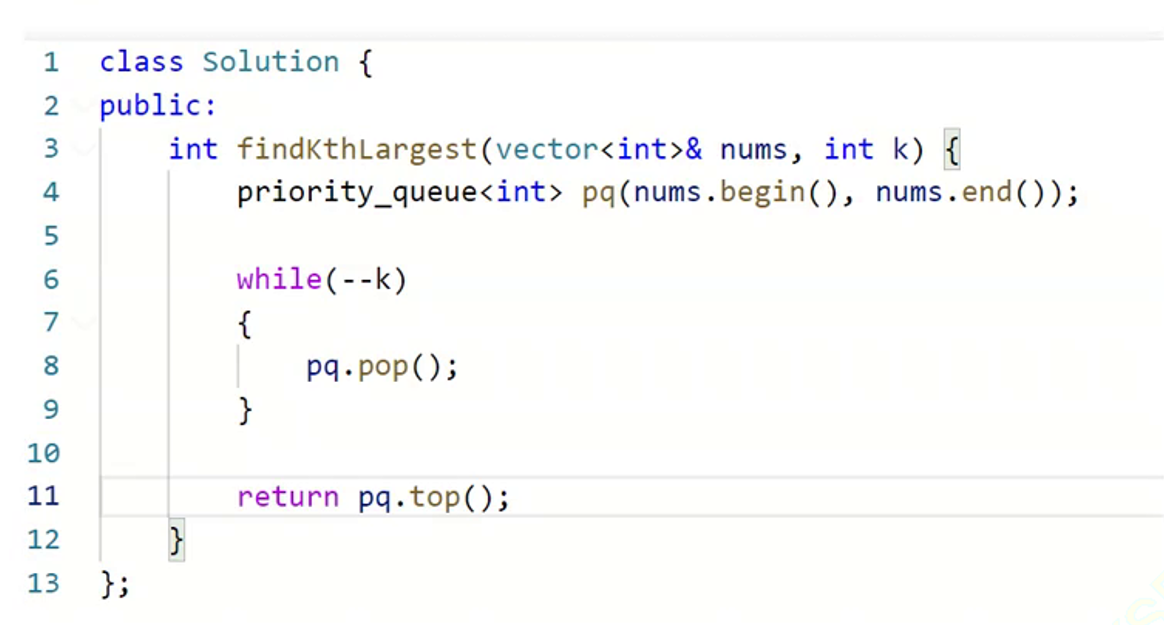 1 class Solution {
2 public:
3     int findKthLargest(vector<int>& nums, int k) {
4         priority_queue<int> pq(nums.begin(), nums.end());
5
6         while(--k)
7         {
8             pq.pop();
9         }
10
11         return pq.top();
12     }
13 };